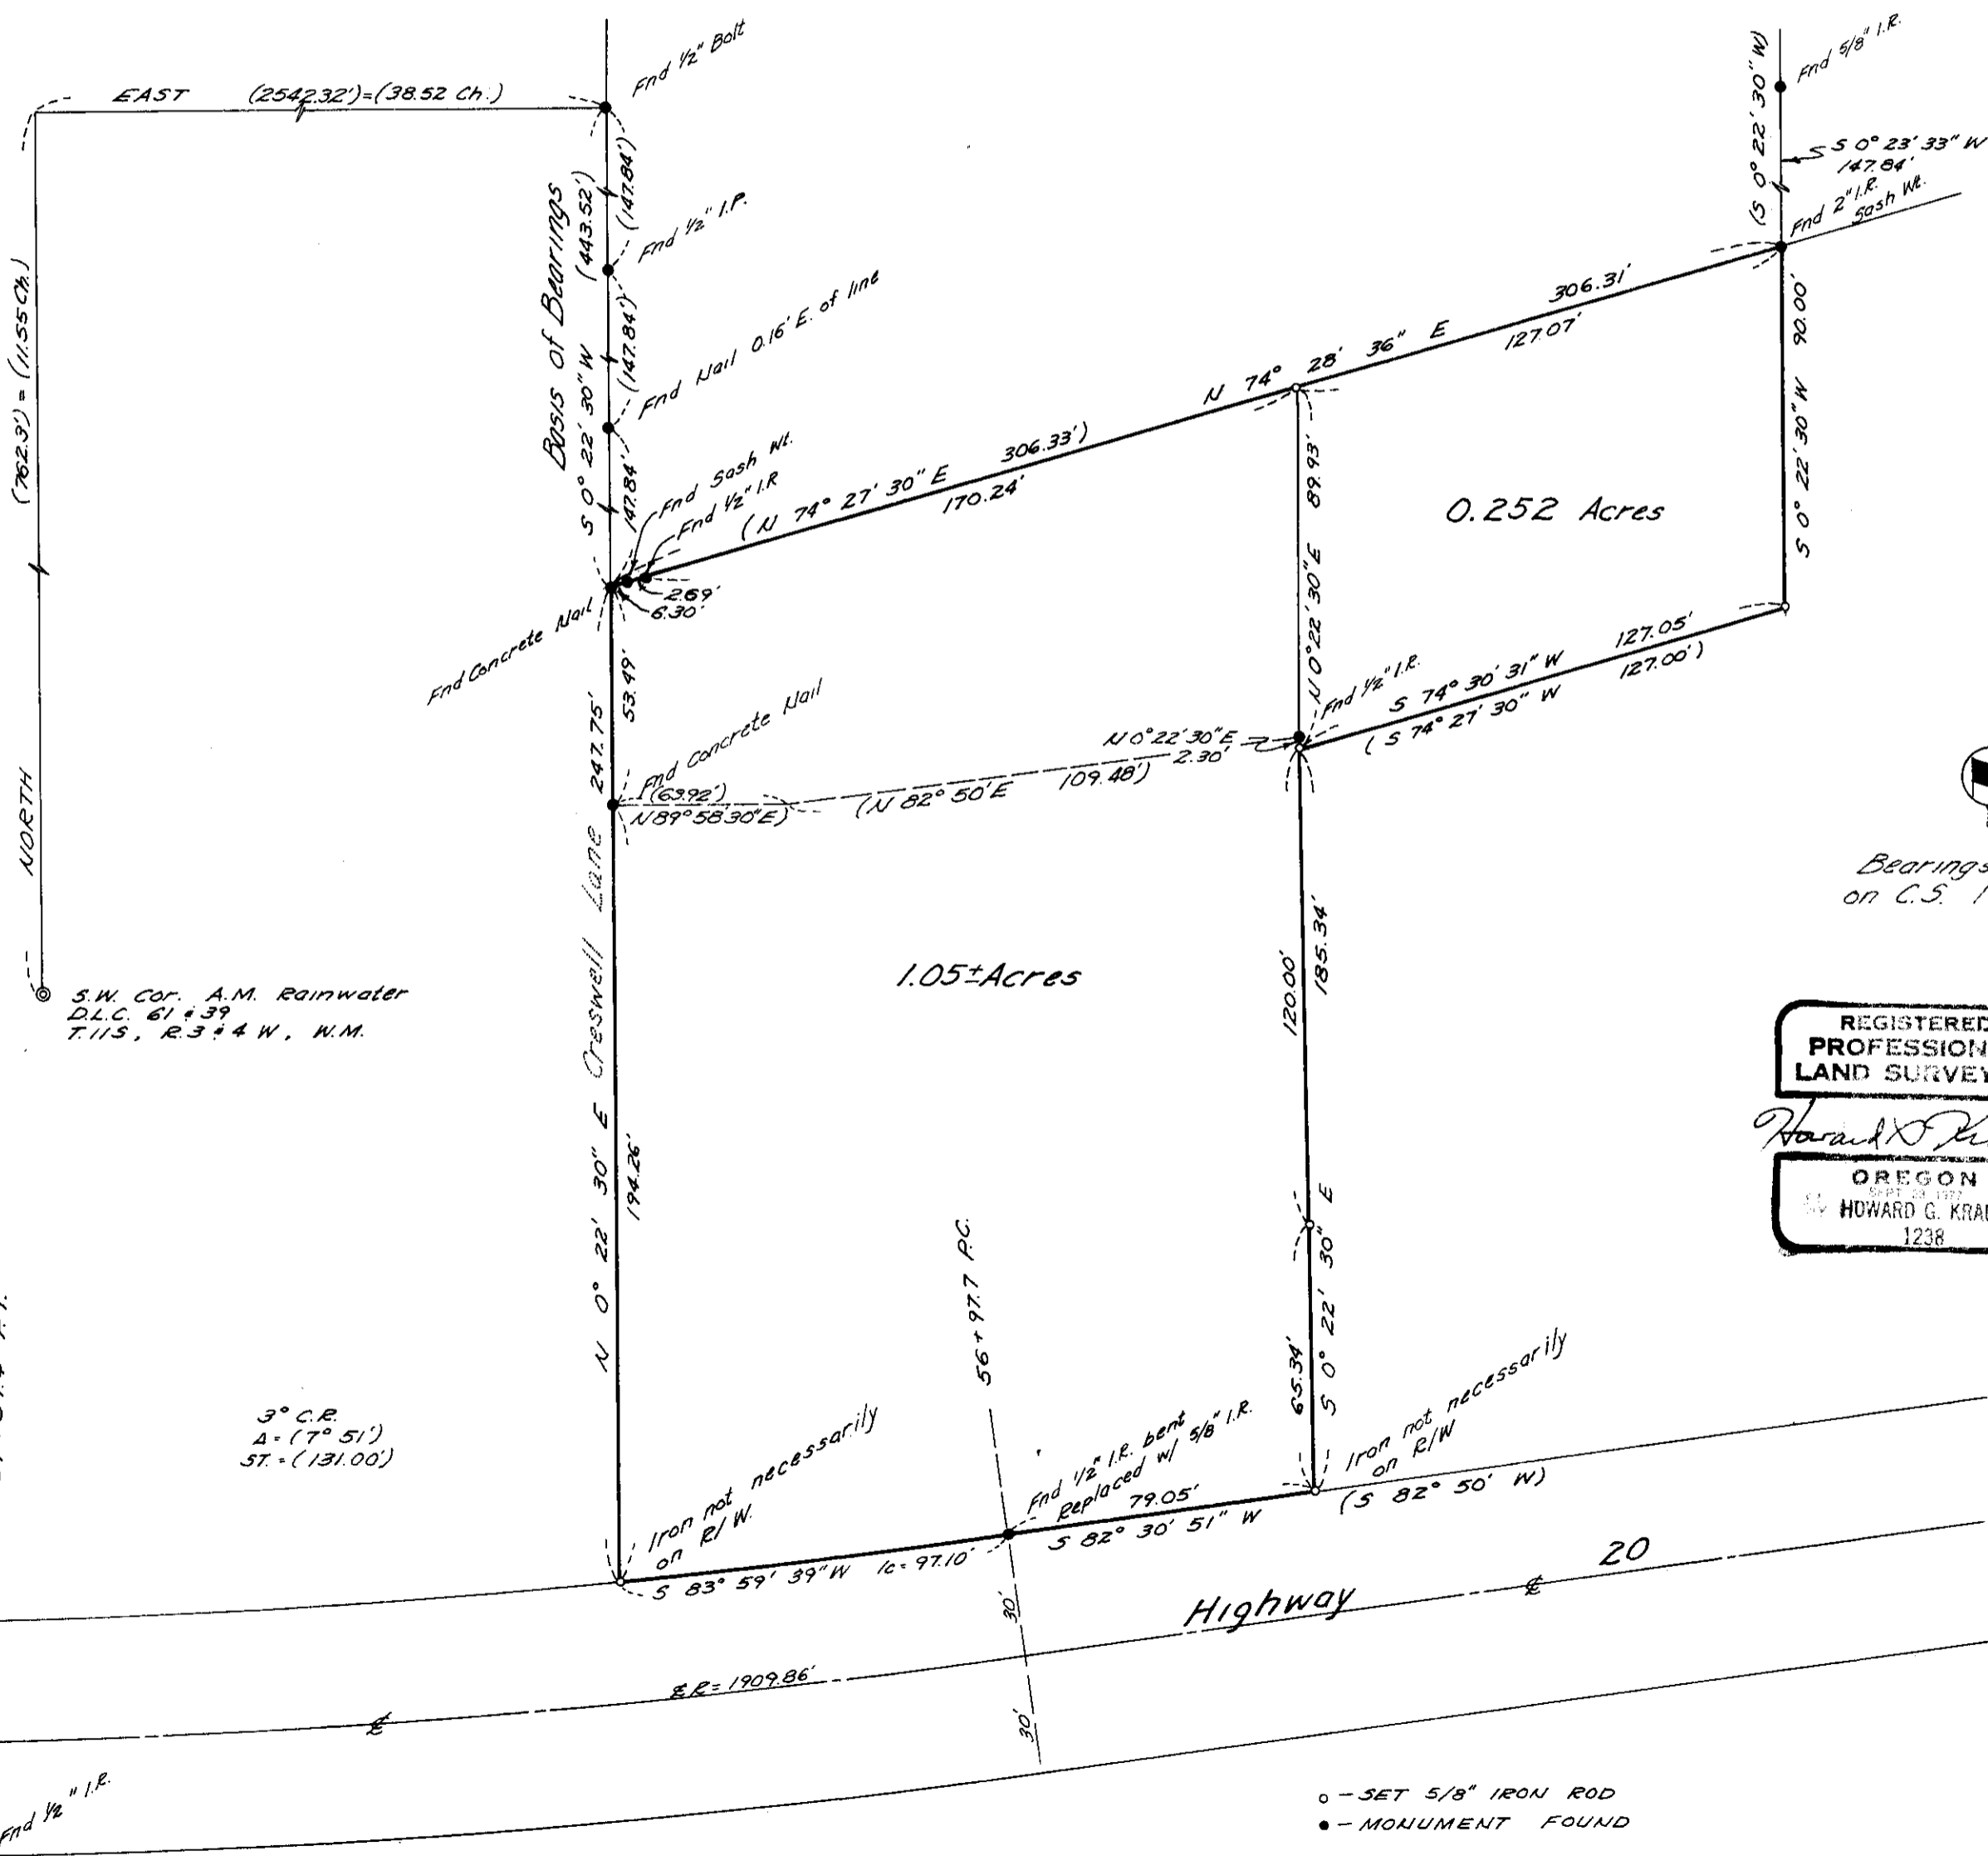 EAST (2542.32')=(38.52 Ch.)
Fnd 1/2" Bolt
(762.3') = (11.55 Ch.)
NORTH
Basis of Bearings
S 0° 22' 30" W (443.52')
(147.84')
Fnd 1/2" I.P.
(147.84')
Fnd Nail 0.16' E. of line
147.84'
Fnd Sash Wt.
Fnd 1/2" I.R
2.69'
6.30'
Fnd Concrete Nail
(N 74° 27' 30" E 306.33')
170.24'
N 74° 28' 36" E 306.31'
127.07'
Fnd 5/8" I.R.
(S 0° 22' 30" W)
S 0° 23' 33" W
147.84'
Fnd 2" I.R.
Sash Wt.
S 0° 22' 30" W 90.00'
N 0° 22' 30" E 89.93'
0.252 Acres
Fnd 1/2" I.R.
S 74° 30' 31" W 127.05'
(S 74° 27' 30" W 127.00')
53.49'
Fnd Concrete Nail
(63.92')
N 89° 58' 30" E)
(N 82° 50' E 109.48')
N 0° 22' 30" E
2.30'
N 0° 22' 30" E Creswell Lane 247.75'
194.26'
1.05± Acres
120.00'
185.34'
65.34'
S 0° 22' 30" E
Bearings
on C.S.
S.W. Cor. A.M. Rainwater
D.L.C. 61 & 39
T.11S, R.3 & 4 W, W.M.
REGISTERED
PROFESSION
LAND SURVEY
OREGON
SEPT 23 1977
HOWARD G. KRA
1238
3° C.R.
Δ = (7° 51')
ST. = (131.00')
56 + 97.7 P.C.
Iron not necessarily
on R/W.
Fnd 1/2" I.R. bent
Replaced w/ 5/8" I.R.
79.05'
S 82° 30' 51" W
S 83° 59' 39" W lc = 97.10'
Iron not necessarily
on R/W
(S 82° 50' W)
30'
30'
Highway 20
℄
℄ R = 1909.86'
℄
Fnd 1/2" I.R.
○ - SET 5/8" IRON ROD
● - MONUMENT FOUND